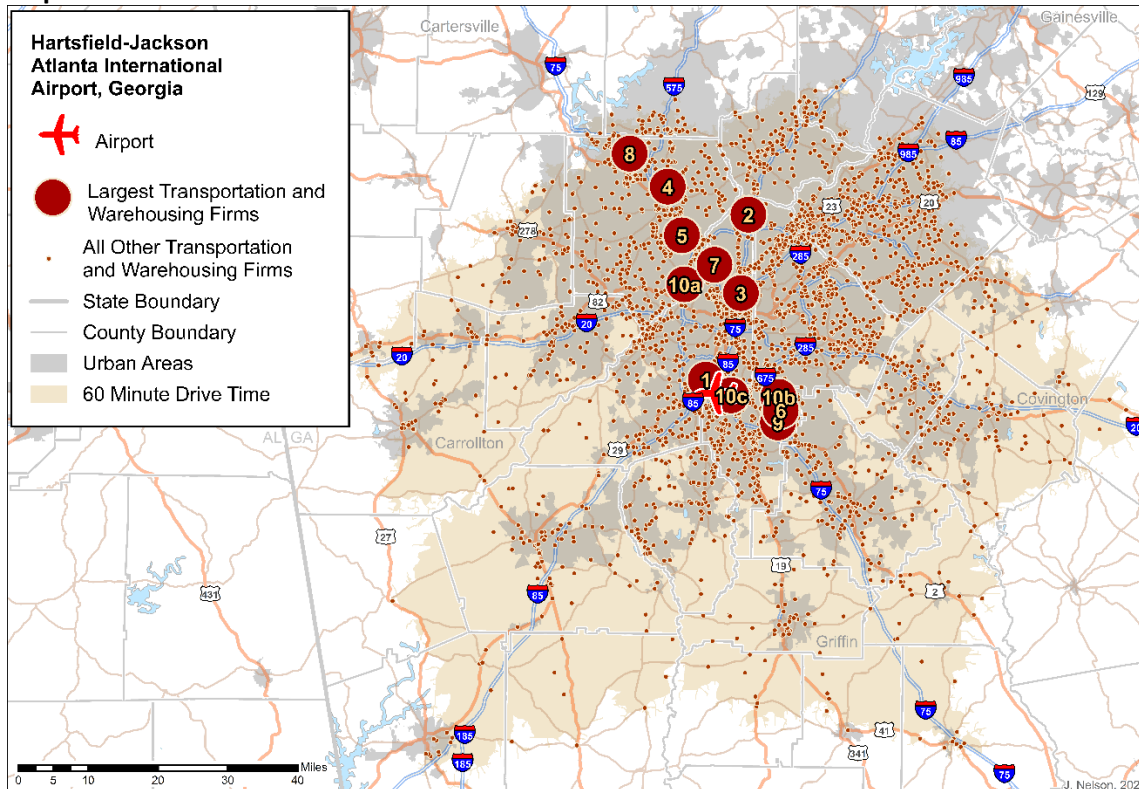 Hartsfield-Jackson
Atlanta International
Airport, Georgia
Airport
Largest Transportation and
Warehousing Firms
All Other Transportation
and Warehousing Firms
State Boundary
County Boundary
Urban Areas
60 Minute Drive Time
Cartersville
Gainesville
75
575
985
129
85
985
8
4
2
23
29
278
5
285
7
10a
3
82
20
75
20
285
85
675
1
10c
10b
85
6
9
Covington
20
AL
GA
Carrollton
29
75
27
19
431
85
2
Griffin
75
41
185
341
185
75
0 5 10 20 30 40 Miles
J. Nelson, 202